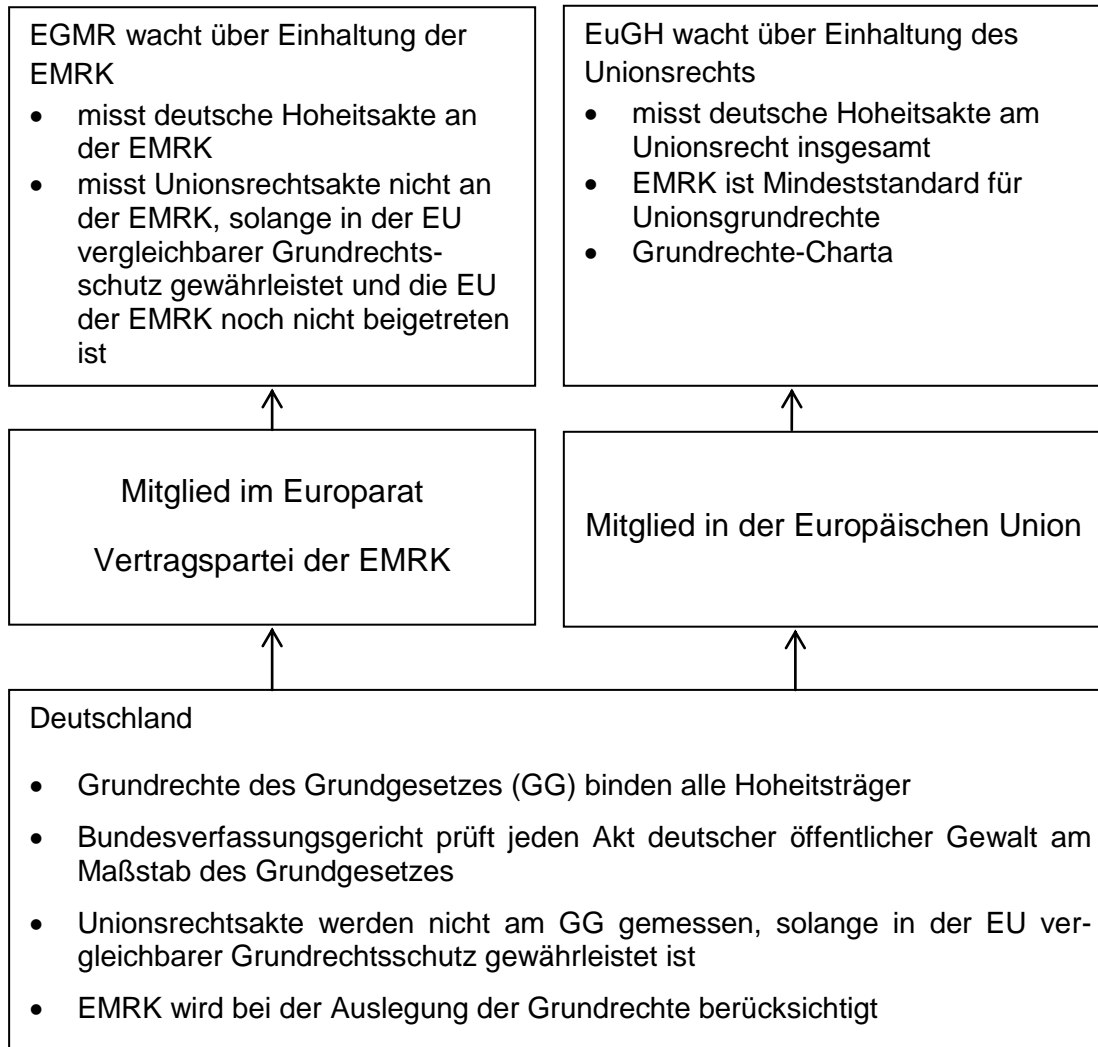 EGMR wacht über Einhaltung der
EMRK
• misst deutsche Hoheitsakte an
der EMRK
• misst Unionsrechtsakte nicht an
der EMRK, solange in der EU
vergleichbarer Grundrechts-
schutz gewährleistet und die EU
der EMRK noch nicht beigetreten
ist
EuGH wacht über Einhaltung des
Unionsrechts
• misst deutsche Hoheitsakte am
Unionsrecht insgesamt
• EMRK ist Mindeststandard für
Unionsgrundrechte
• Grundrechte-Charta
Mitglied im Europarat
Vertragspartei der EMRK
Mitglied in der Europäischen Union
Deutschland
• Grundrechte des Grundgesetzes (GG) binden alle Hoheitsträger
• Bundesverfassungsgericht prüft jeden Akt deutscher öffentlicher Gewalt am
Maßstab des Grundgesetzes
• Unionsrechtsakte werden nicht am GG gemessen, solange in der EU ver-
gleichbarer Grundrechtsschutz gewährleistet ist
• EMRK wird bei der Auslegung der Grundrechte berücksichtigt